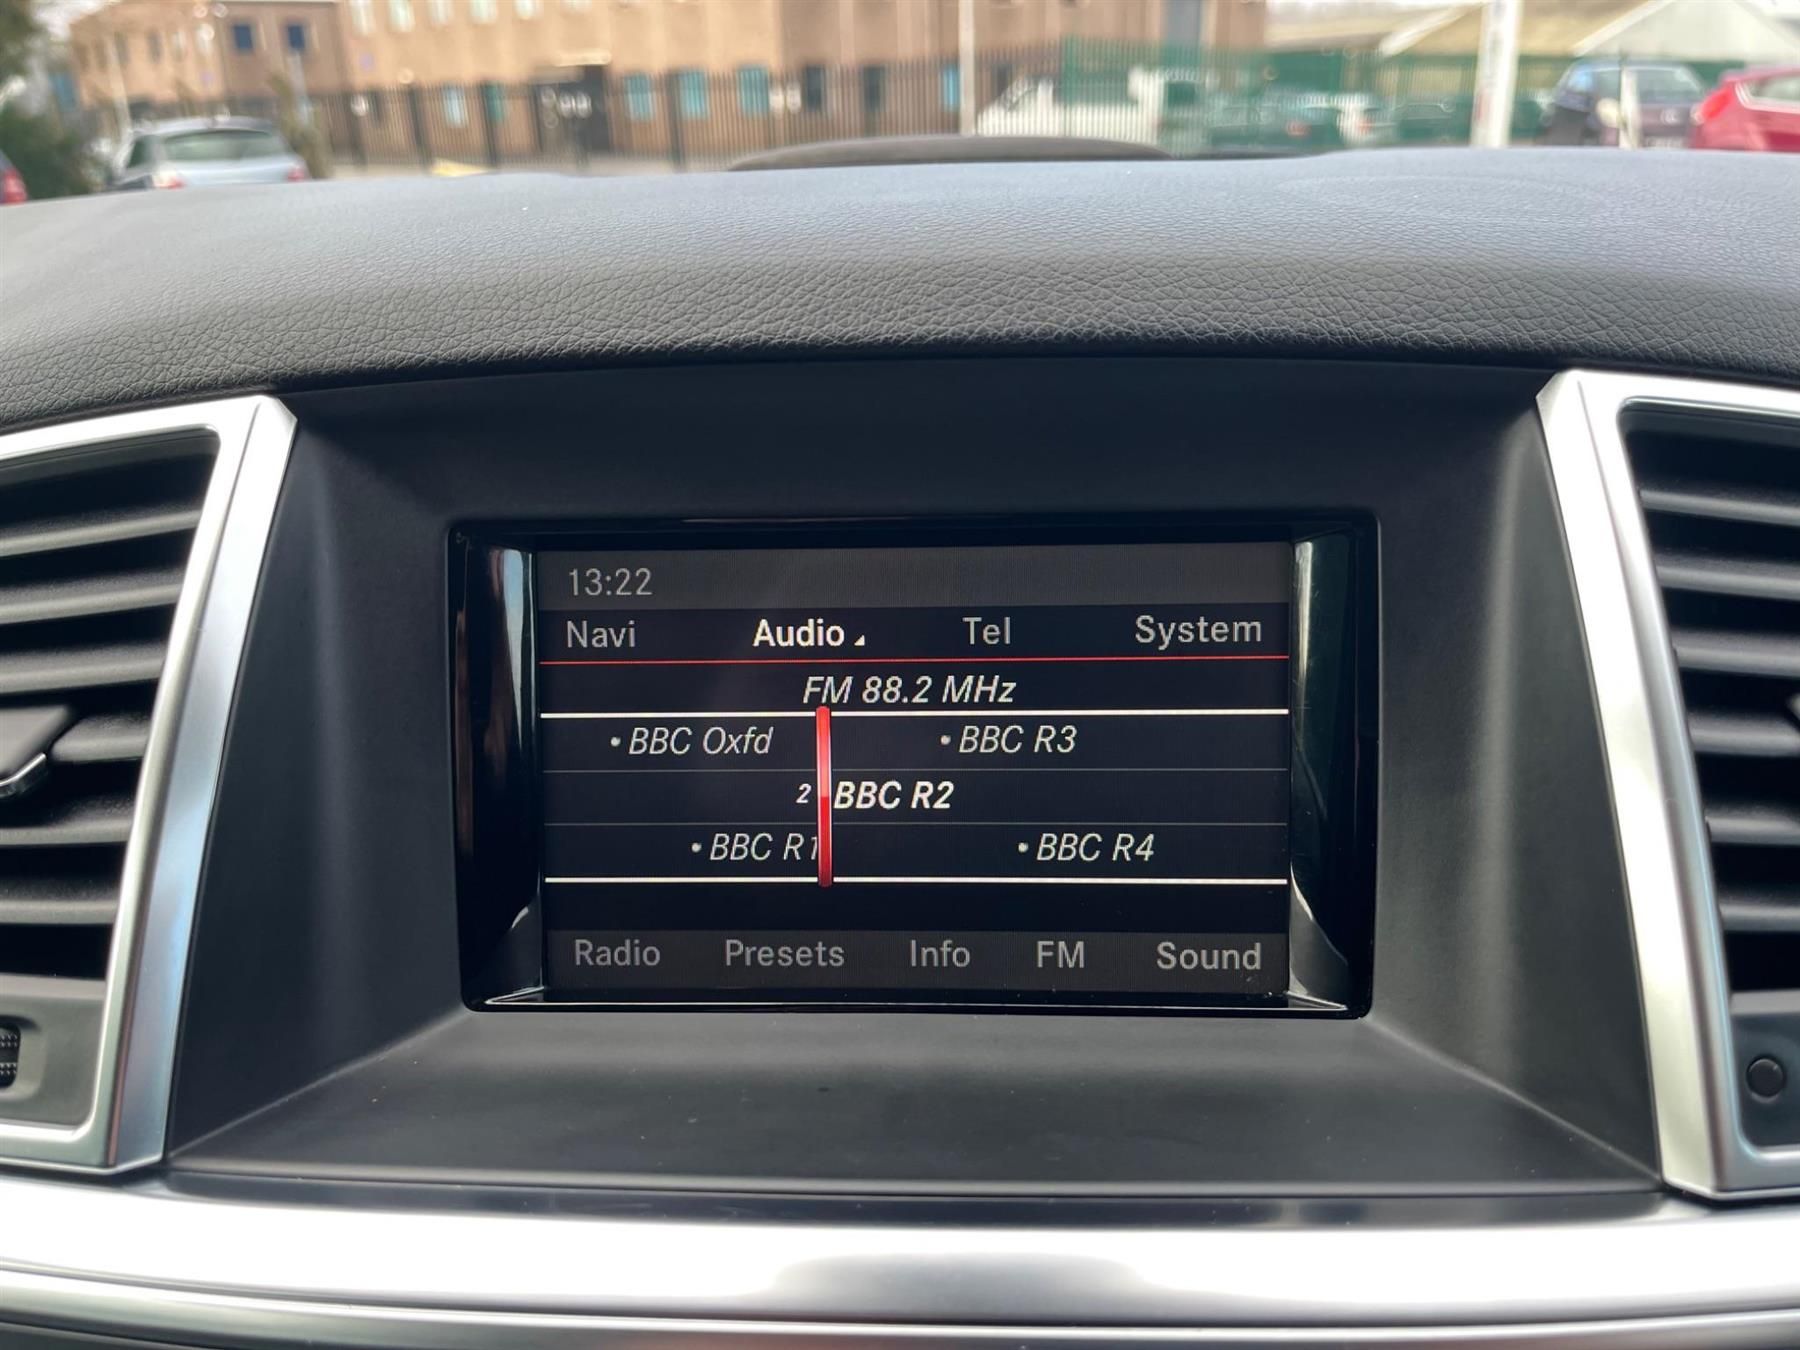 13:22
Navi Audio Tel System
FM 88.2 MHz
• BBC Oxfd • BBC R3
2 BBC R2
• BBC R1 • BBC R4
Radio Presets Info FM Sound